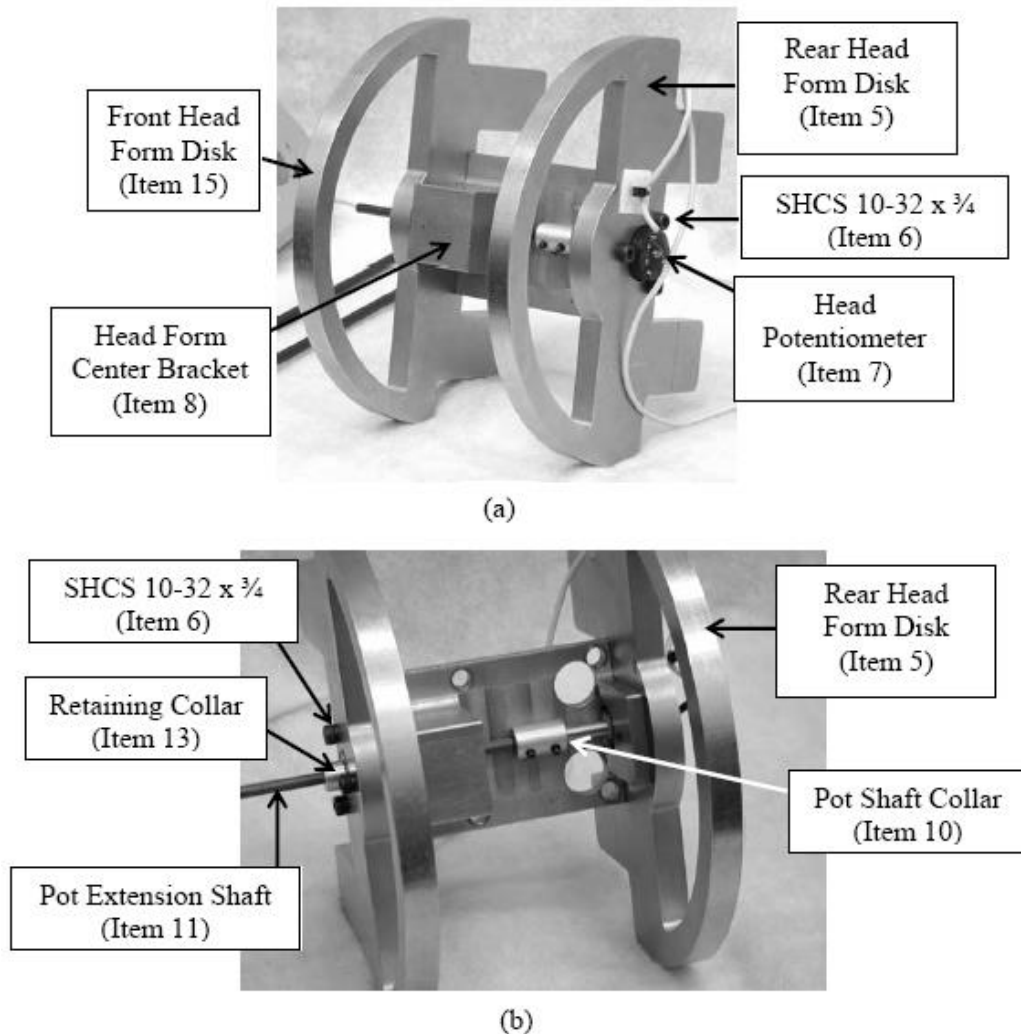 Front Head
Form Disk
(Item 15)
Head Form
Center Bracket
(Item 8)
Rear Head
Form Disk
(Item 5)
SHCS 10-32 x ¾
(Item 6)
Head
Potentiometer
(Item 7)
(a)
SHCS 10-32 x ¾
(Item 6)
Retaining Collar
(Item 13)
Pot Extension Shaft
(Item 11)
Rear Head
Form Disk
(Item 5)
Pot Shaft Collar
(Item 10)
(b)